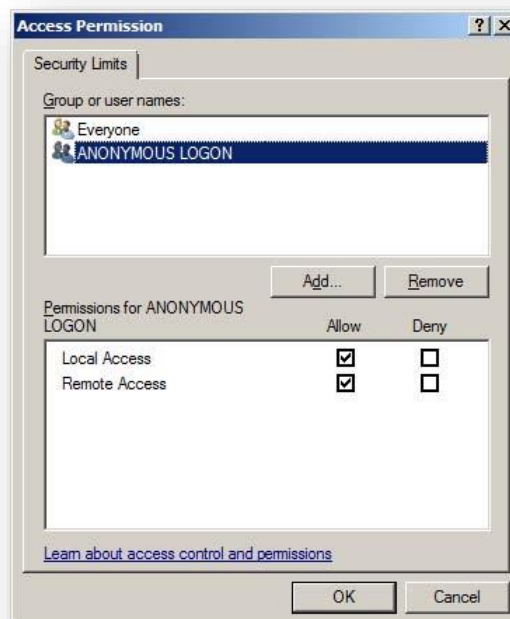 Access Permission
Security Limits
Group or user names:
Everyone
ANONYMOUS LOGON
Add... Remove
Permissions for ANONYMOUS
LOGON Allow Deny
Local Access
Remote Access
Learn about access control and permissions
OK Cancel